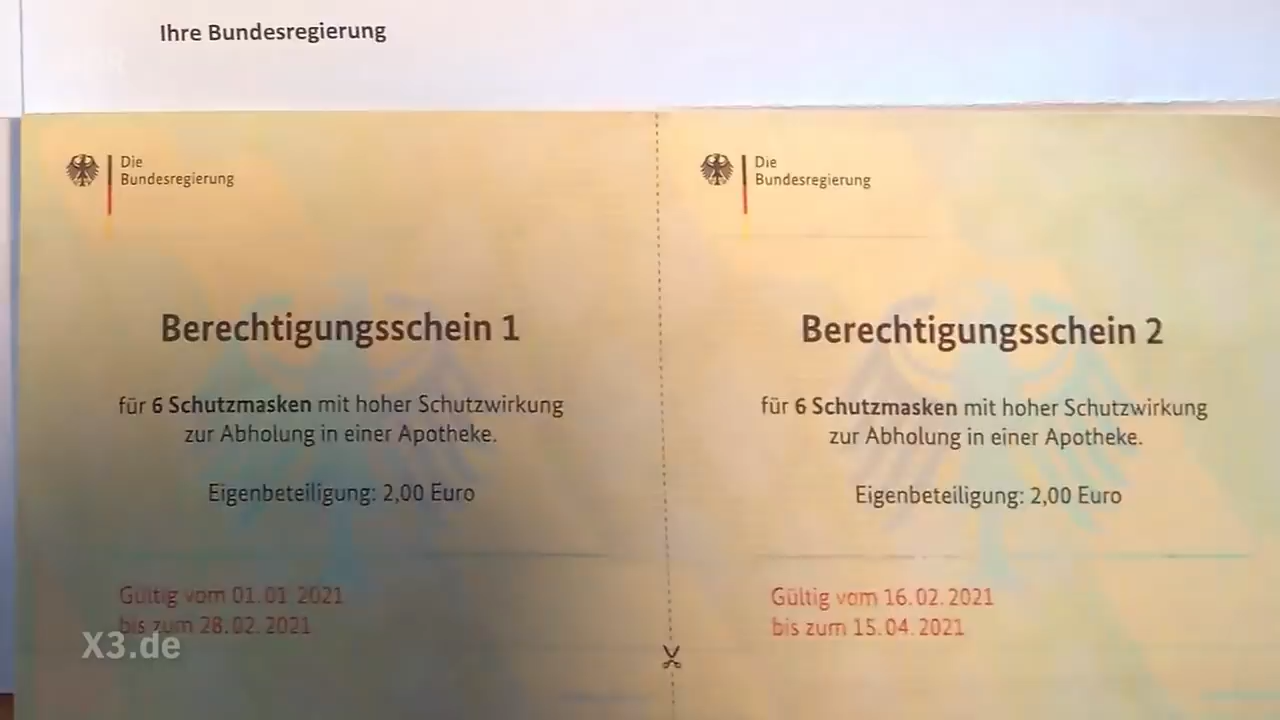 Ihre Bundesregierung
Die
Bundesregierung
Berechtigungsschein 1
für 6 Schutzmasken mit hoher Schutzwirkung
zur Abholung in einer Apotheke.
Eigenbeteiligung: 2,00 Euro
Gültig vom 01.01.2021
bis zum 28.02.2021
X3.de
Die
Bundesregierung
Berechtigungsschein 2
für 6 Schutzmasken mit hoher Schutzwirkung
zur Abholung in einer Apotheke.
Eigenbeteiligung: 2,00 Euro
Gültig vom 16.02.2021
bis zum 15.04.2021